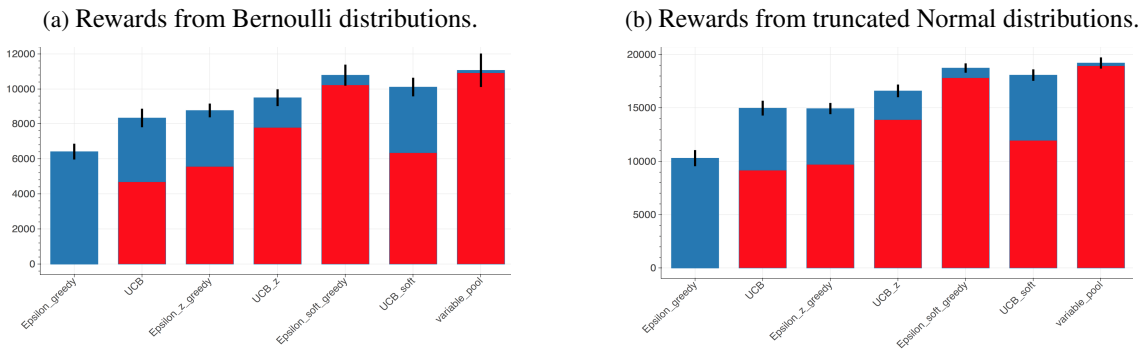 (a) Rewards from Bernoulli distributions.
12000
10000
8000
6000
4000
2000
0
Epsilon_greedy
UCB
Epsilon_z_greedy
UCB_z
Epsilon_soft_greedy
UCB_soft
variable_pool
(b) Rewards from truncated Normal distributions.
20000
15000
10000
5000
0
Epsilon_greedy
UCB
Epsilon_z_greedy
UCB_z
Epsilon_soft_greedy
UCB_soft
variable_pool